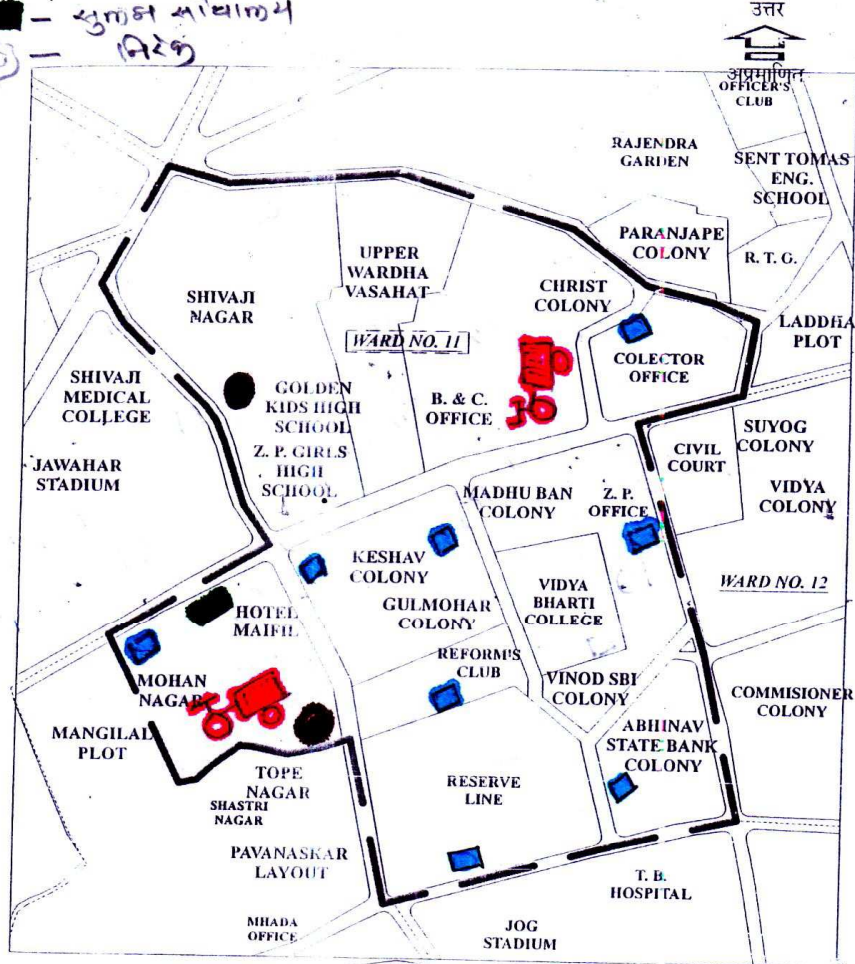 सुलभ
उत्तर
अप्रमाणित
OFFICER'S
CLUB
RAJENDRA
GARDEN
SENT TOMAS
ENG.
SCHOOL
PARANJAPE
COLONY
R. T. G.
UPPER
WARDHA
VASAHAT
CHRIST
COLONY
SHIVAJI
NAGAR
LADDHA
PLOT
WARD NO. 11
COLECTOR
OFFICE
SHIVAJI
MEDICAL
COLLEGE
GOLDEN
KIDS HIGH
SCHOOL
B. & C.
OFFICE
Z. P. GIRLS
HIGH
SCHOOL
CIVIL
COURT
SUYOG
COLONY
JAWAHAR
STADIUM
MADHU BAN
COLONY
Z. P.
OFFICE
VIDYA
COLONY
KESHAV
COLONY
WARD NO. 12
VIDYA
BHARTI
COLLEGE
GULMOHAR
COLONY
HOTEL
MAIFIL
REFORM'S
CLUB
MOHAN
NAGAR
VINOD SBI
COLONY
COMMISIONER
COLONY
MANGILAL
PLOT
ABHINAV
STATE BANK
COLONY
TOPE
NAGAR
RESERVE
LINE
SHASTRI
NAGAR
PAVANASKAR
LAYOUT
T. B.
HOSPITAL
MHADA
OFFICE
JOG
STADIUM